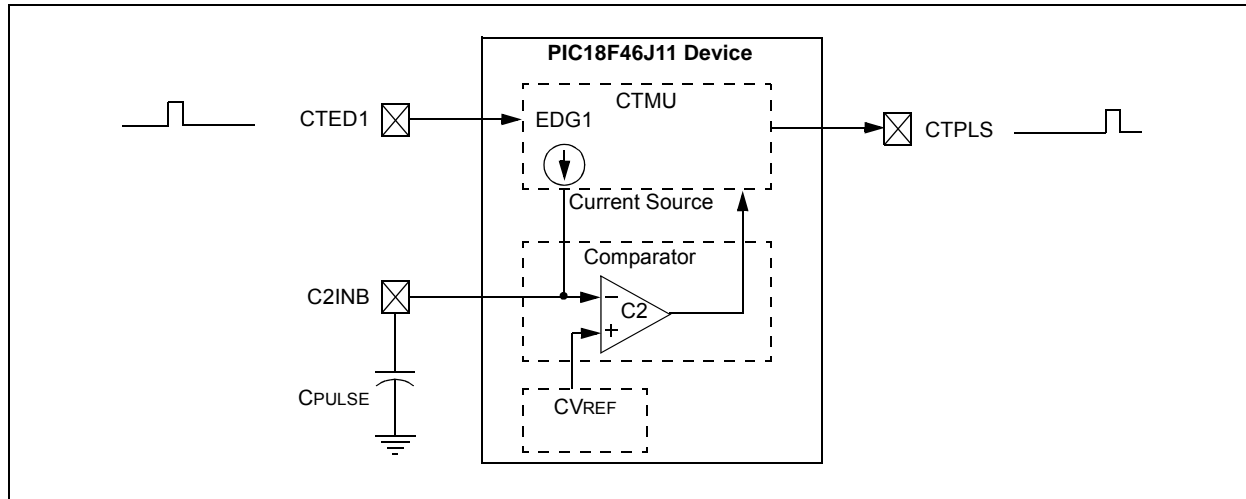 PIC18F46J11 Device
CTMU
CTED1
EDG1
CTPLS
Current Source
Comparator
C2INB
–
C2
+
CPULSE
CVREF